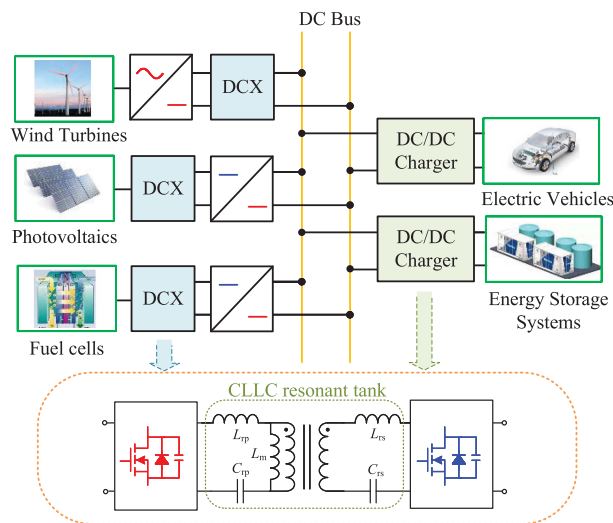 DC Bus
DCX
Wind Turbines
DC/DC
Charger
Electric Vehicles
DCX
Photovoltaics
DC/DC
Charger
Energy Storage
Systems
DCX
Fuel cells
CLLC resonant tank
Lrp
Lm
Crp
Lrs
Crs